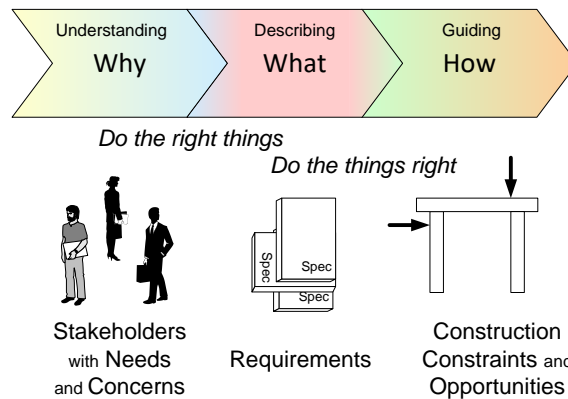 Understanding
Why
Describing
What
Guiding
How
Do the right things
Do the things right
Spec
Spec
Spec
Stakeholders
with Needs
and Concerns
Requirements
Construction
Constraints and
Opportunities